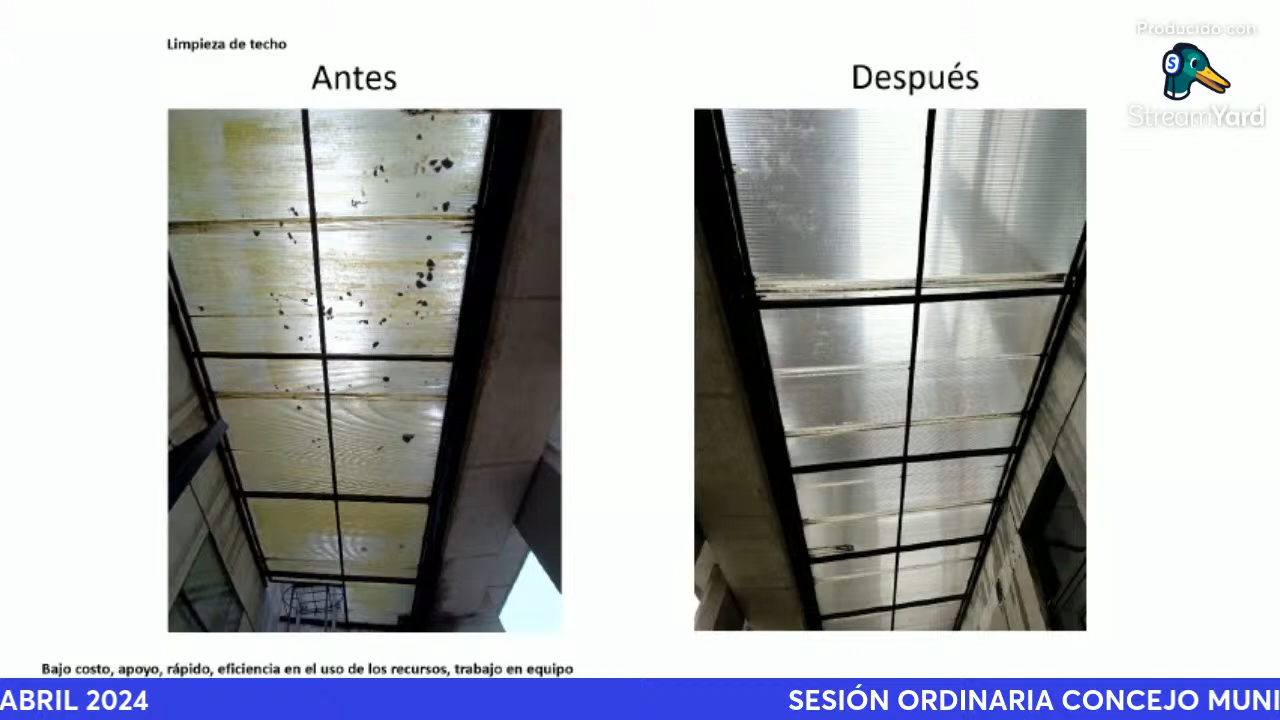 Limpieza de techo
Producido con
Antes
Después
S
StreamYard
Bajo costo, apoyo, rápido, eficiencia en el uso de los recursos, trabajo en equipo
ABRIL 2024
SESIÓN ORDINARIA CONCEJO MUNI